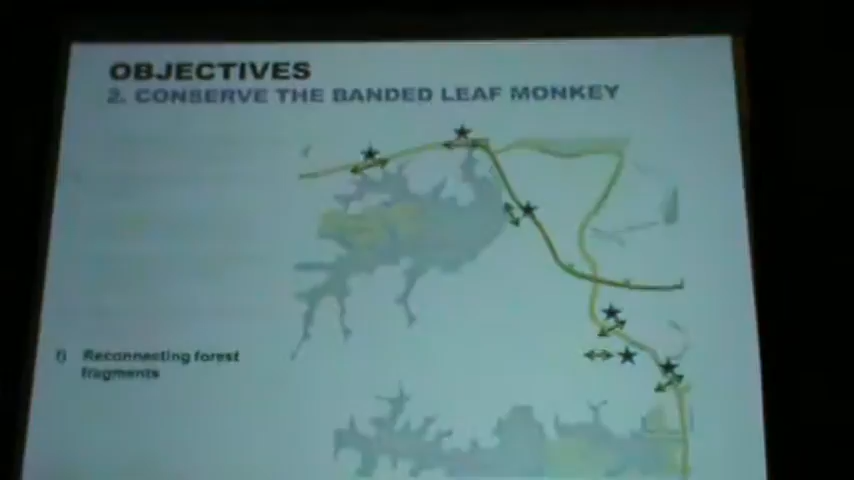 OBJECTIVES
2. CONSERVE THE BANDED LEAF MONKEY
f) Reconnecting forest
fragments